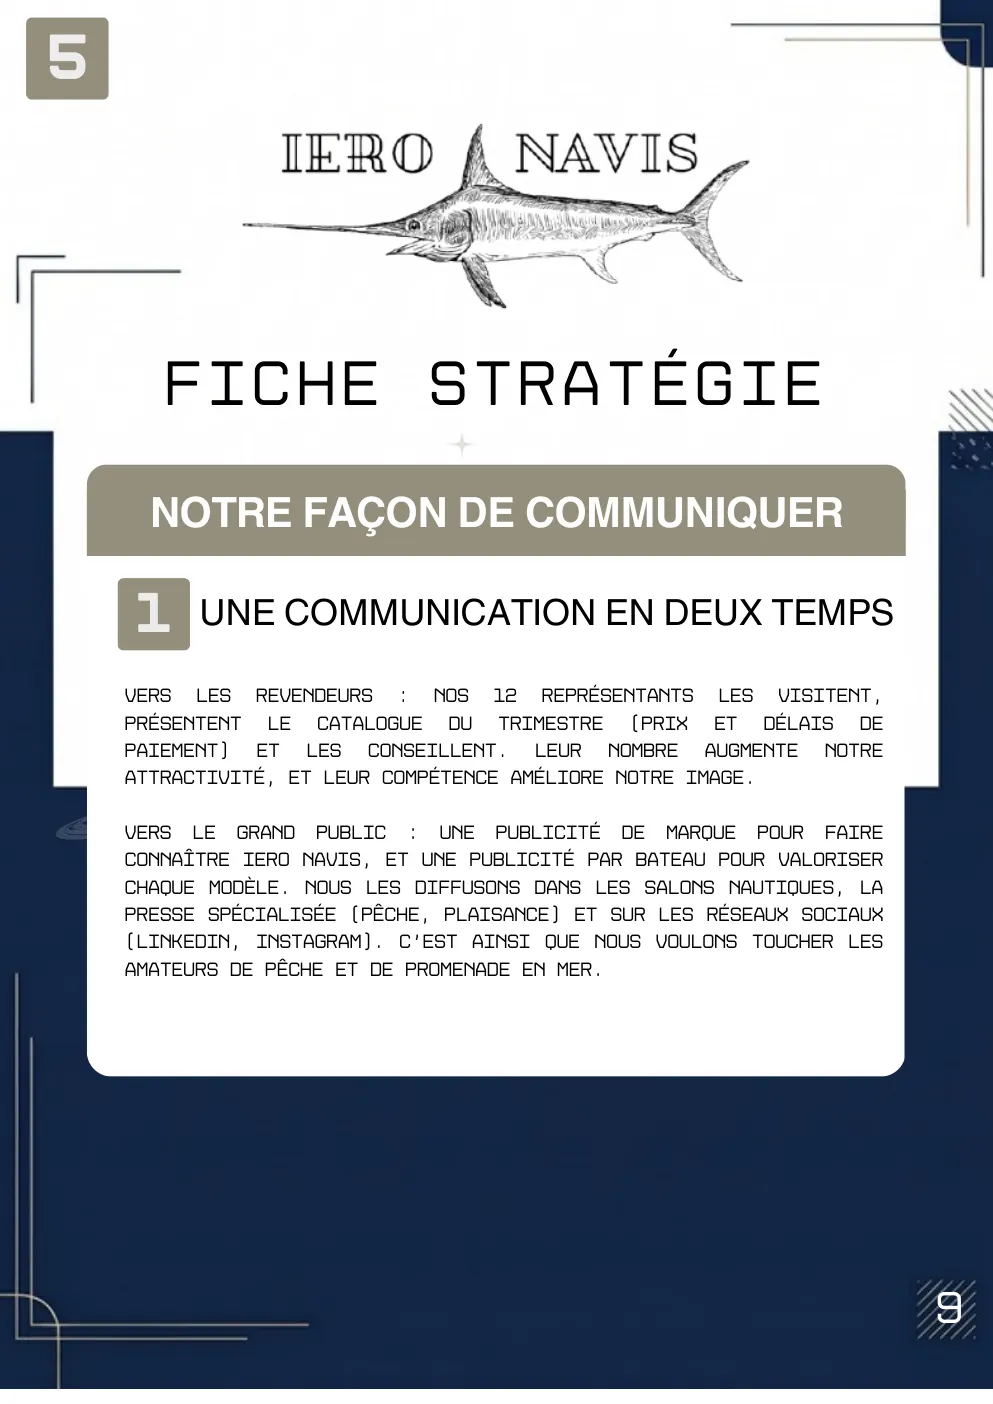 5
IERO NAVIS
FICHE STRATÉGIE
NOTRE FAÇON DE COMMUNIQUER
1 UNE COMMUNICATION EN DEUX TEMPS
VERS LES REVENDEURS : NOS 12 REPRÉSENTANTS LES VISITENT,
PRÉSENTENT LE CATALOGUE DU TRIMESTRE (PRIX ET DÉLAIS DE
PAIEMENT) ET LES CONSEILLENT. LEUR NOMBRE AUGMENTE NOTRE
ATTRACTIVITÉ, ET LEUR COMPÉTENCE AMÉLIORE NOTRE IMAGE.
VERS LE GRAND PUBLIC : UNE PUBLICITÉ DE MARQUE POUR FAIRE
CONNAÎTRE IERO NAVIS, ET UNE PUBLICITÉ PAR BATEAU POUR VALORISER
CHAQUE MODÈLE. NOUS LES DIFFUSONS DANS LES SALONS NAUTIQUES, LA
PRESSE SPÉCIALISÉE (PÊCHE, PLAISANCE) ET SUR LES RÉSEAUX SOCIAUX
(LINKEDIN, INSTAGRAM). C'EST AINSI QUE NOUS VOULONS TOUCHER LES
AMATEURS DE PÊCHE ET DE PROMENADE EN MER.
9